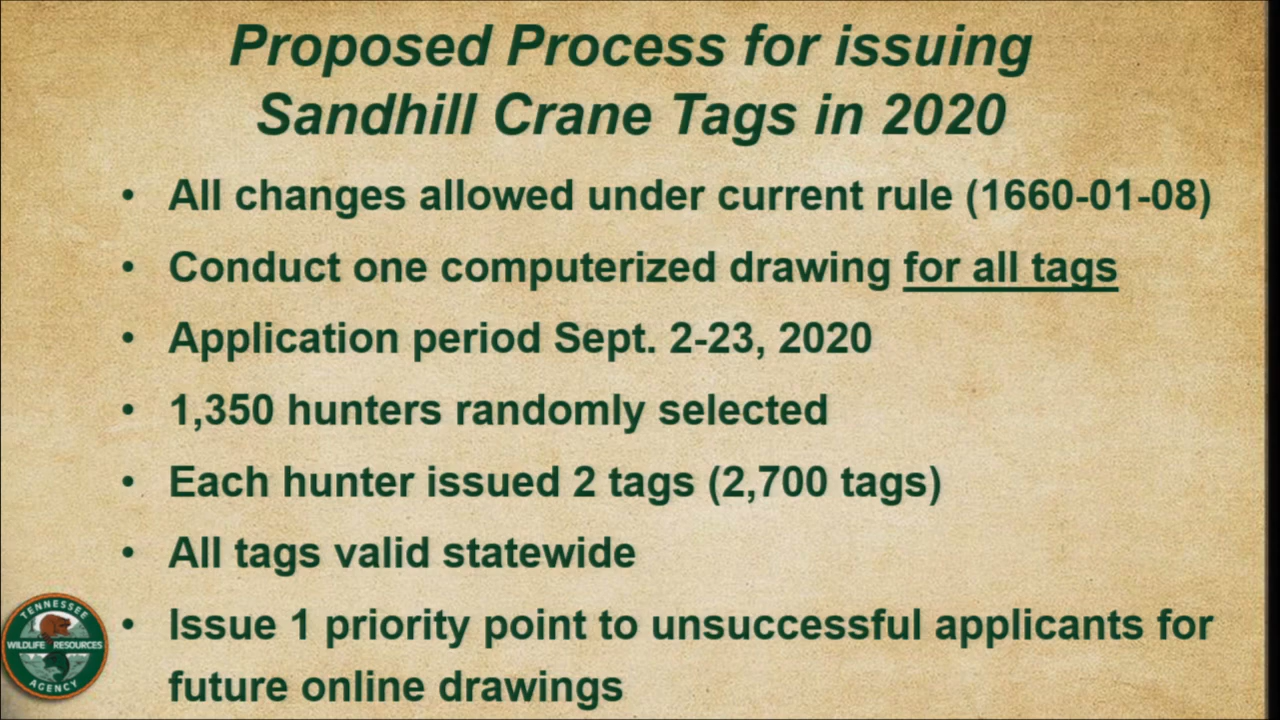 Proposed Process for issuing
Sandhill Crane Tags in 2020
• All changes allowed under current rule (1660-01-08)
• Conduct one computerized drawing for all tags
• Application period Sept. 2-23, 2020
• 1,350 hunters randomly selected
• Each hunter issued 2 tags (2,700 tags)
• All tags valid statewide
• Issue 1 priority point to unsuccessful applicants for
future online drawings
TENNESSEE
WILDLIFE RESOURCES
AGENCY